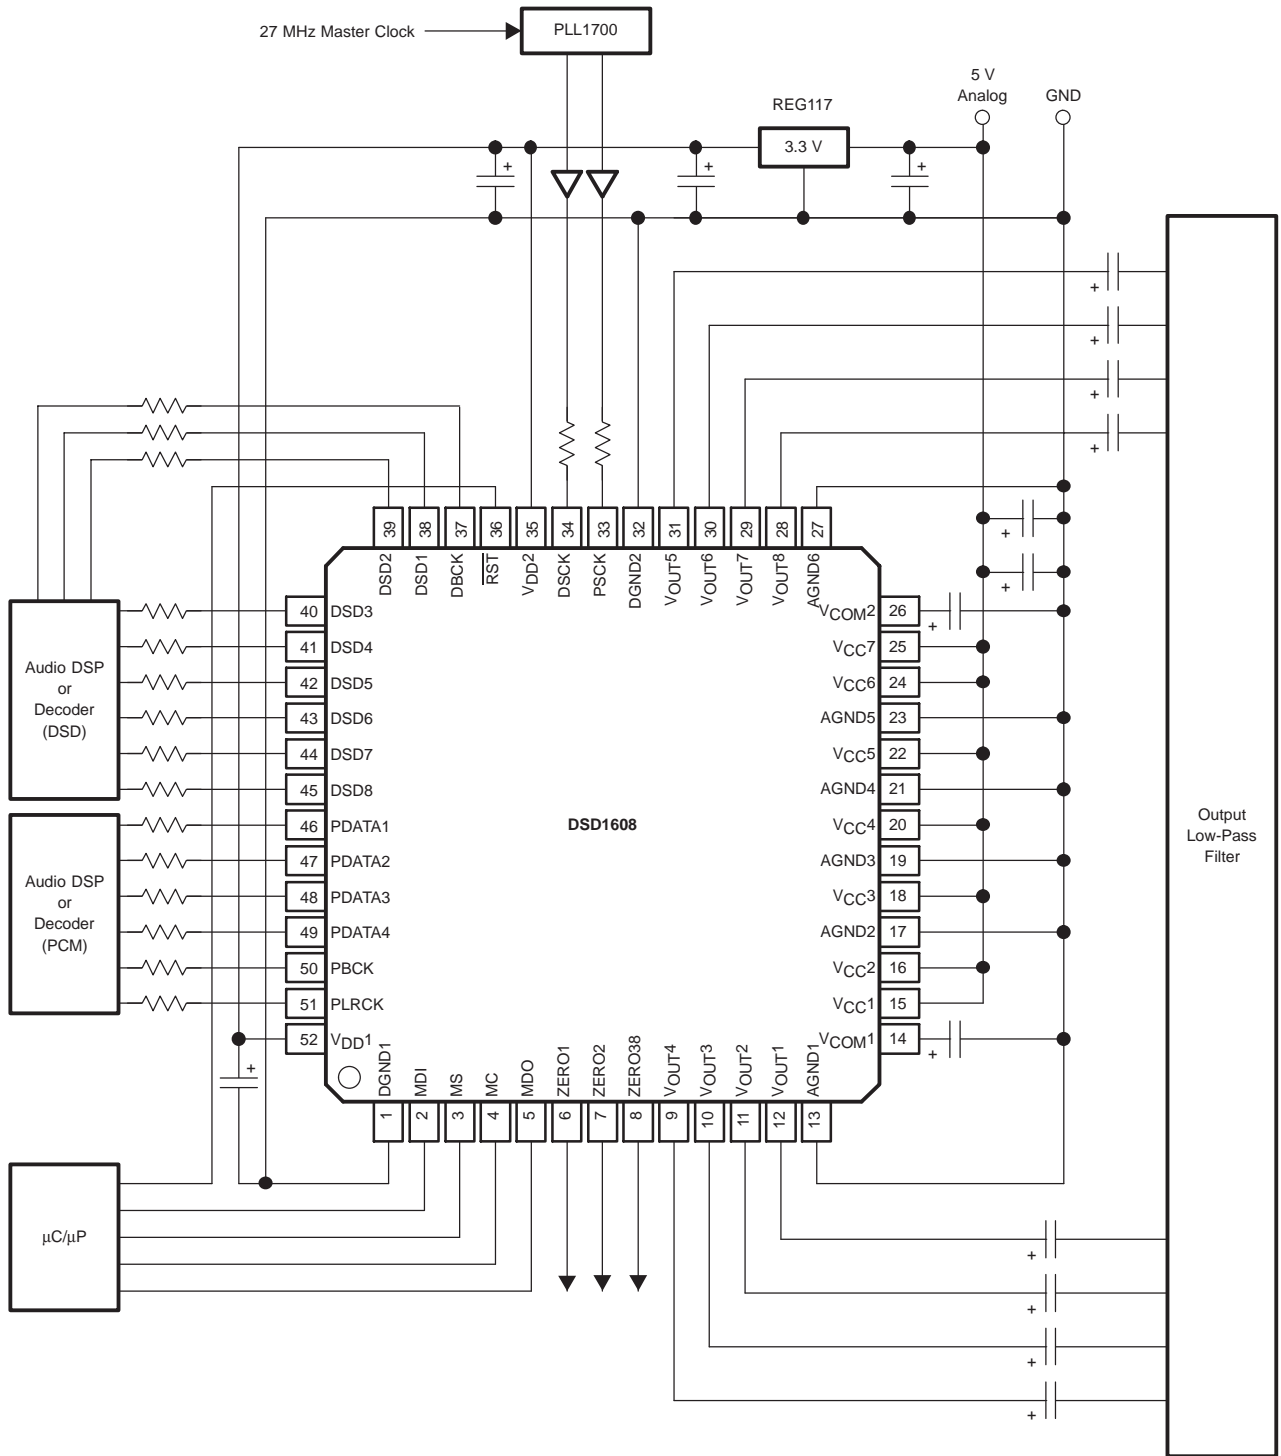 27 MHz Master Clock
PLL1700
5 V
Analog
GND
REG117
3.3 V
+
+
+
+
+
+
+
39
38
37
36
35
34
33
32
31
30
29
28
27
DSD2
DSD1
DBCK
RST
VDD2
DSCK
PSCK
DGND2
VOUT5
VOUT6
VOUT7
VOUT8
AGND6
+
+
Audio DSP
or
Decoder
(DSD)
40 DSD3
41 DSD4
42 DSD5
43 DSD6
44 DSD7
45 DSD8
Audio DSP
or
Decoder
(PCM)
46 PDATA1
47 PDATA2
48 PDATA3
49 PDATA4
50 PBCK
51 PLRCK
52 VDD1
+
DSD1608
VCOM2 26
+
VCC7 25
VCC6 24
AGND5 23
VCC5 22
AGND4 21
VCC4 20
AGND3 19
VCC3 18
AGND2 17
VCC2 16
VCC1 15
VCOM1 14
+
Output
Low-Pass
Filter
DGND1
MDI
MS
MC
MDO
ZERO1
ZERO2
ZERO38
VOUT4
VOUT3
VOUT2
VOUT1
AGND1
1
2
3
4
5
6
7
8
9
10
11
12
13
μC/μP
+
+
+
+